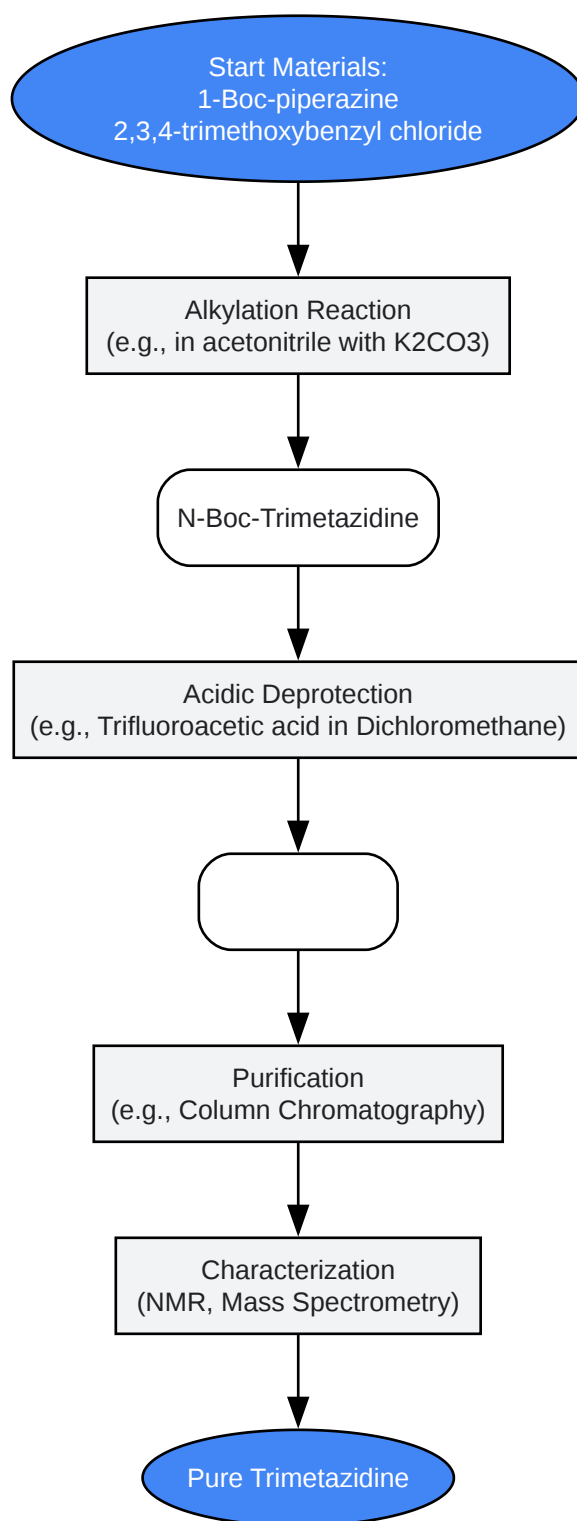 Start Materials:
1-Boc-piperazine
2,3,4-trimethoxybenzyl chloride
Alkylation Reaction
(e.g., in acetonitrile with K2CO3)
N-Boc-Trimetazidine
Acidic Deprotection
(e.g., Trifluoroacetic acid in Dichloromethane)
Purification
(e.g., Column Chromatography)
Characterization
(NMR, Mass Spectrometry)
Pure Trimetazidine